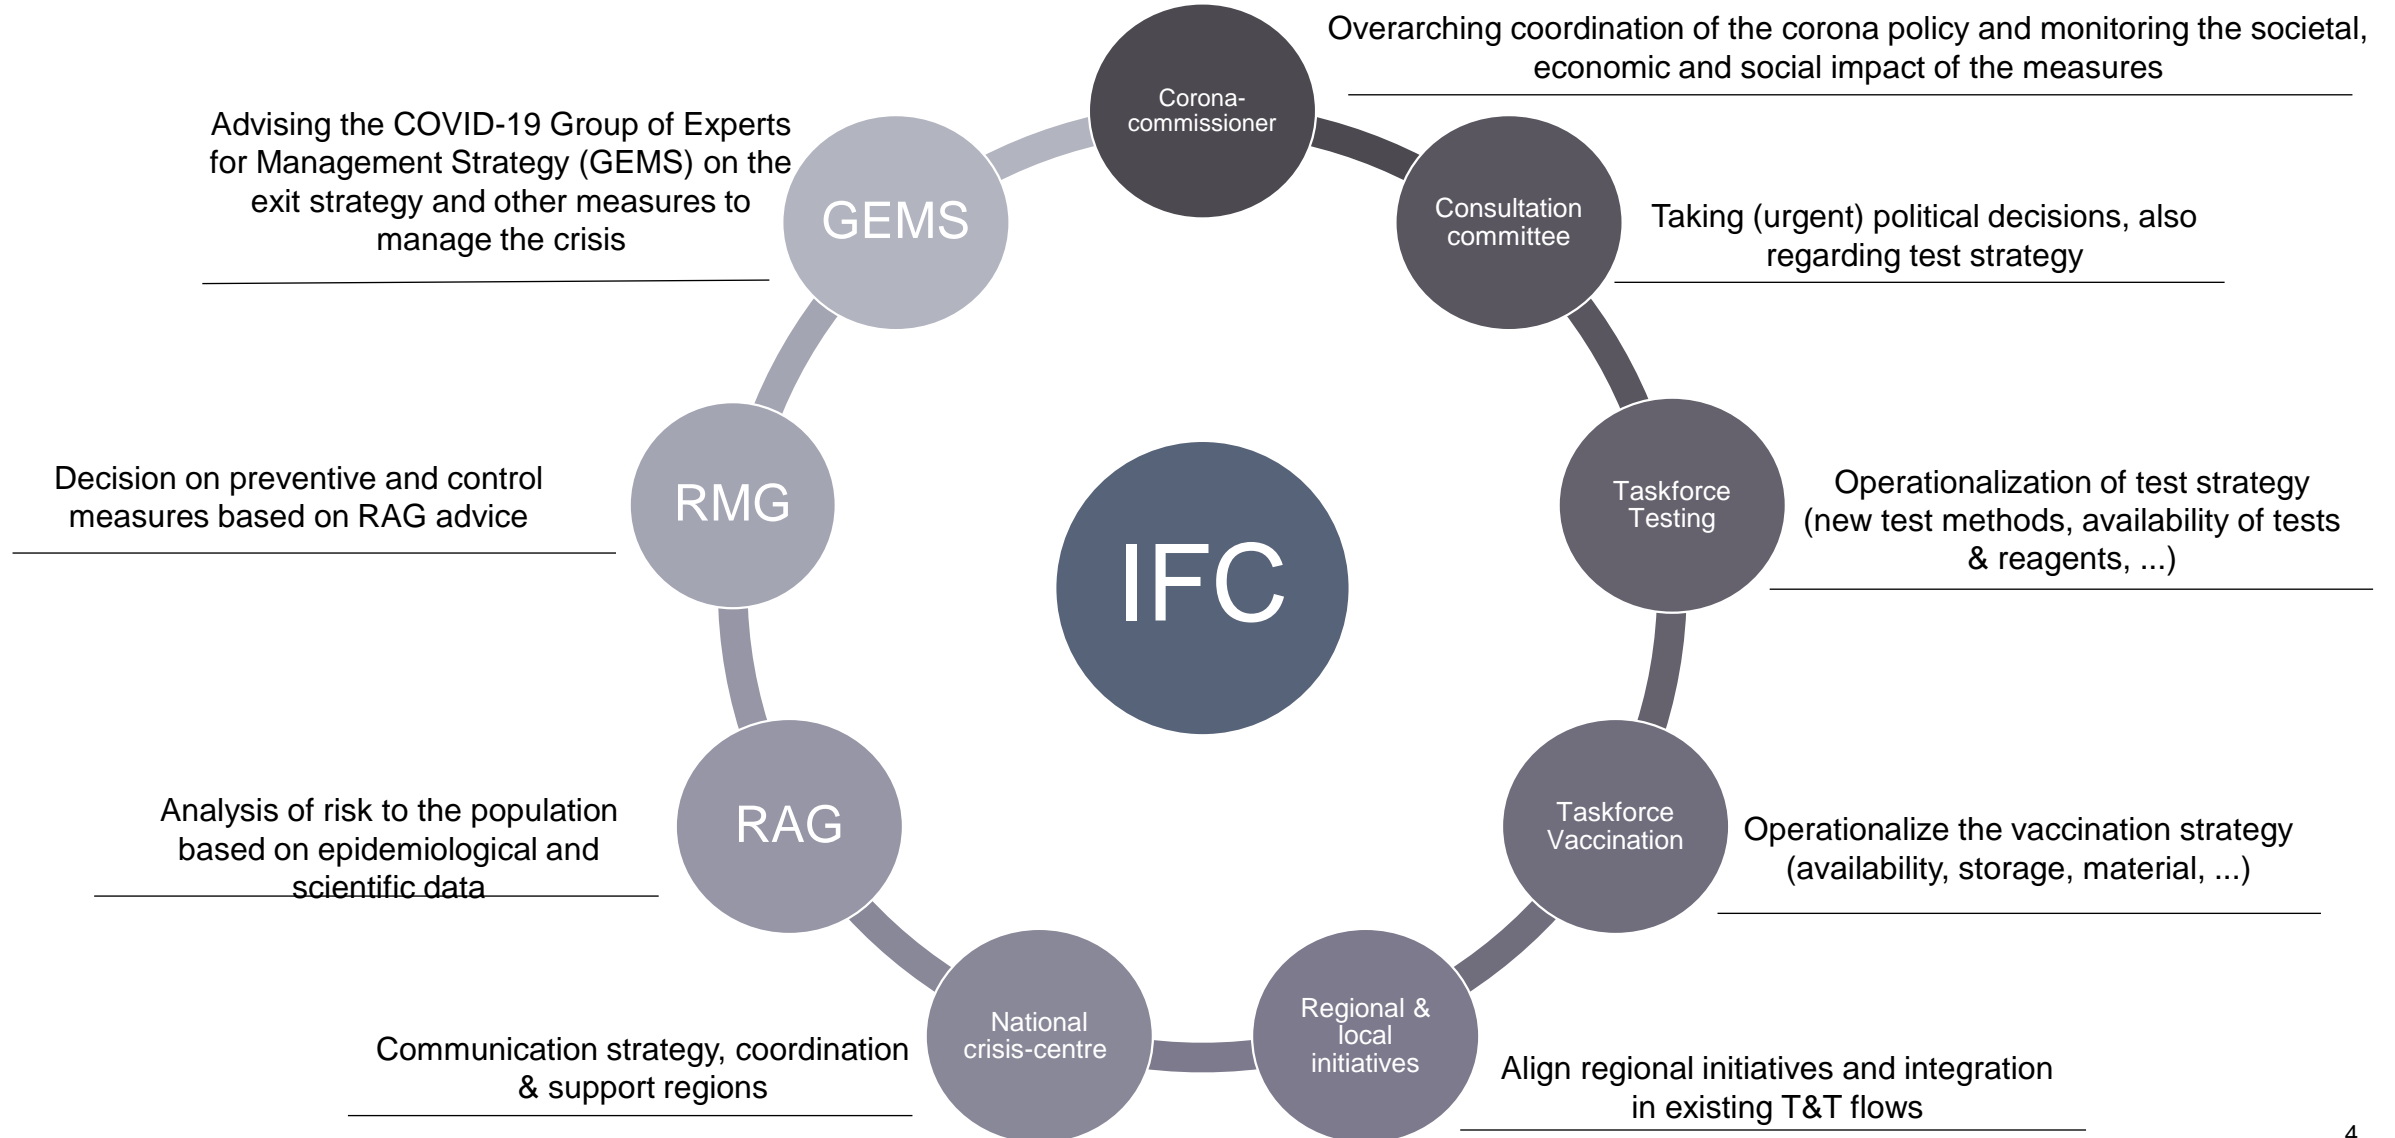 Corona-
commissioner
Overarching coordination of the corona policy and monitoring the societal,
economic and social impact of the measures
Consultation
committee
Taking (urgent) political decisions, also
regarding test strategy
Taskforce
Testing
Operationalization of test strategy
(new test methods, availability of tests
& reagents, ...)
Taskforce
Vaccination
Operationalize the vaccination strategy
(availability, storage, material, ...)
Regional &
local
initiatives
Align regional initiatives and integration
in existing T&T flows
National
crisis-centre
Communication strategy, coordination
& support regions
RAG
Analysis of risk to the population
based on epidemiological and
scientific data
RMG
Decision on preventive and control
measures based on RAG advice
GEMS
Advising the COVID-19 Group of Experts
for Management Strategy (GEMS) on the
exit strategy and other measures to
manage the crisis
IFC
4